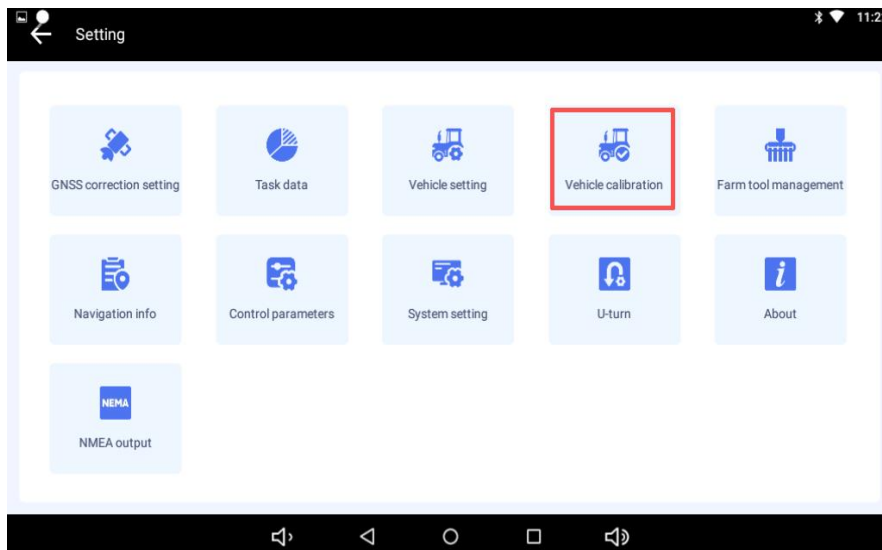 11:2
Setting
GNSS correction setting
Task data
Vehicle setting
Vehicle calibration
Farm tool management
Navigation info
Control parameters
System setting
U-turn
About
NEMA
NMEA output